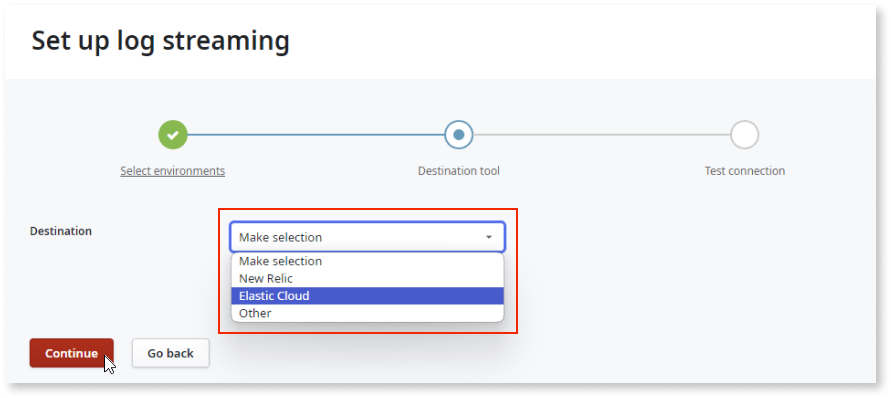 Set up log streaming
Select environments
Destination tool
Test connection
Destination
Make selection
Make selection
New Relic
Elastic Cloud
Other
Continue
Go back